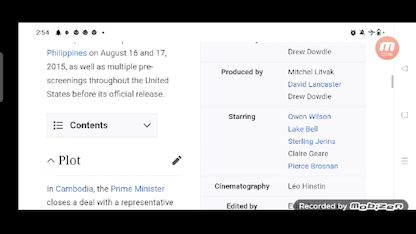 2:54
Philippines on August 16 and 17,
2015, as well as multiple pre-
screenings throughout the United
States before its official release.
Contents
Plot
In Cambodia, the Prime Minister
closes a deal with a representative
Drew Dowdle
Produced by
Mitchel Litvak
David Lancaster
Drew Dowdle
Starring
Owen Wilson
Lake Bell
Sterling Jerins
Claire Geare
Pierce Brosnan
Cinematography
Léo Hinstin
Edited by
Recorded by Mobizen